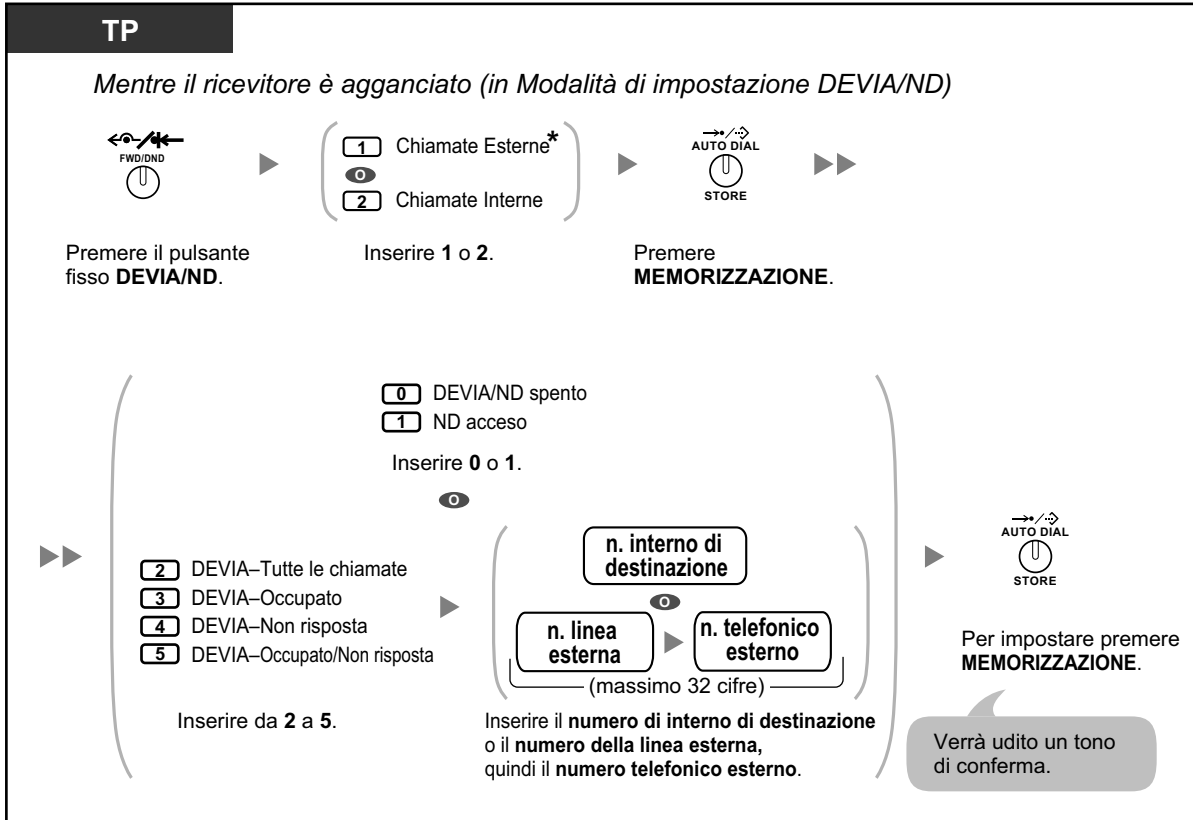 TP
Mentre il ricevitore è agganciato (in Modalità di impostazione DEVIA/ND)
FWD/DND
1 Chiamate Esterne*
O
2 Chiamate Interne
AUTO DIAL
STORE
Premere il pulsante
fisso DEVIA/ND.
Inserire 1 o 2.
Premere
MEMORIZZAZIONE.
0 DEVIA/ND spento
1 ND acceso
Inserire 0 o 1.
O
2 DEVIA–Tutte le chiamate
3 DEVIA–Occupato
4 DEVIA–Non risposta
5 DEVIA–Occupato/Non risposta
Inserire da 2 a 5.
n. interno di
destinazione
O
n. linea
esterna
n. telefonico
esterno
(massimo 32 cifre)
Inserire il numero di interno di destinazione
o il numero della linea esterna,
quindi il numero telefonico esterno.
AUTO DIAL
STORE
Per impostare premere
MEMORIZZAZIONE.
Verrà udito un tono
di conferma.